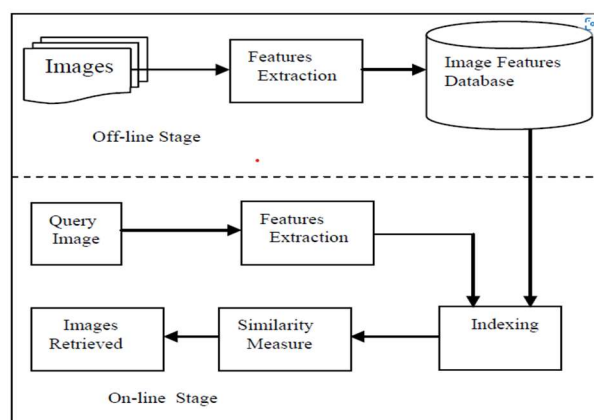 Images
Features
Extraction
Image Features
Database
Off-line Stage
Query
Image
Features
Extraction
Images
Retrieved
Similarity
Measure
Indexing
On-line Stage